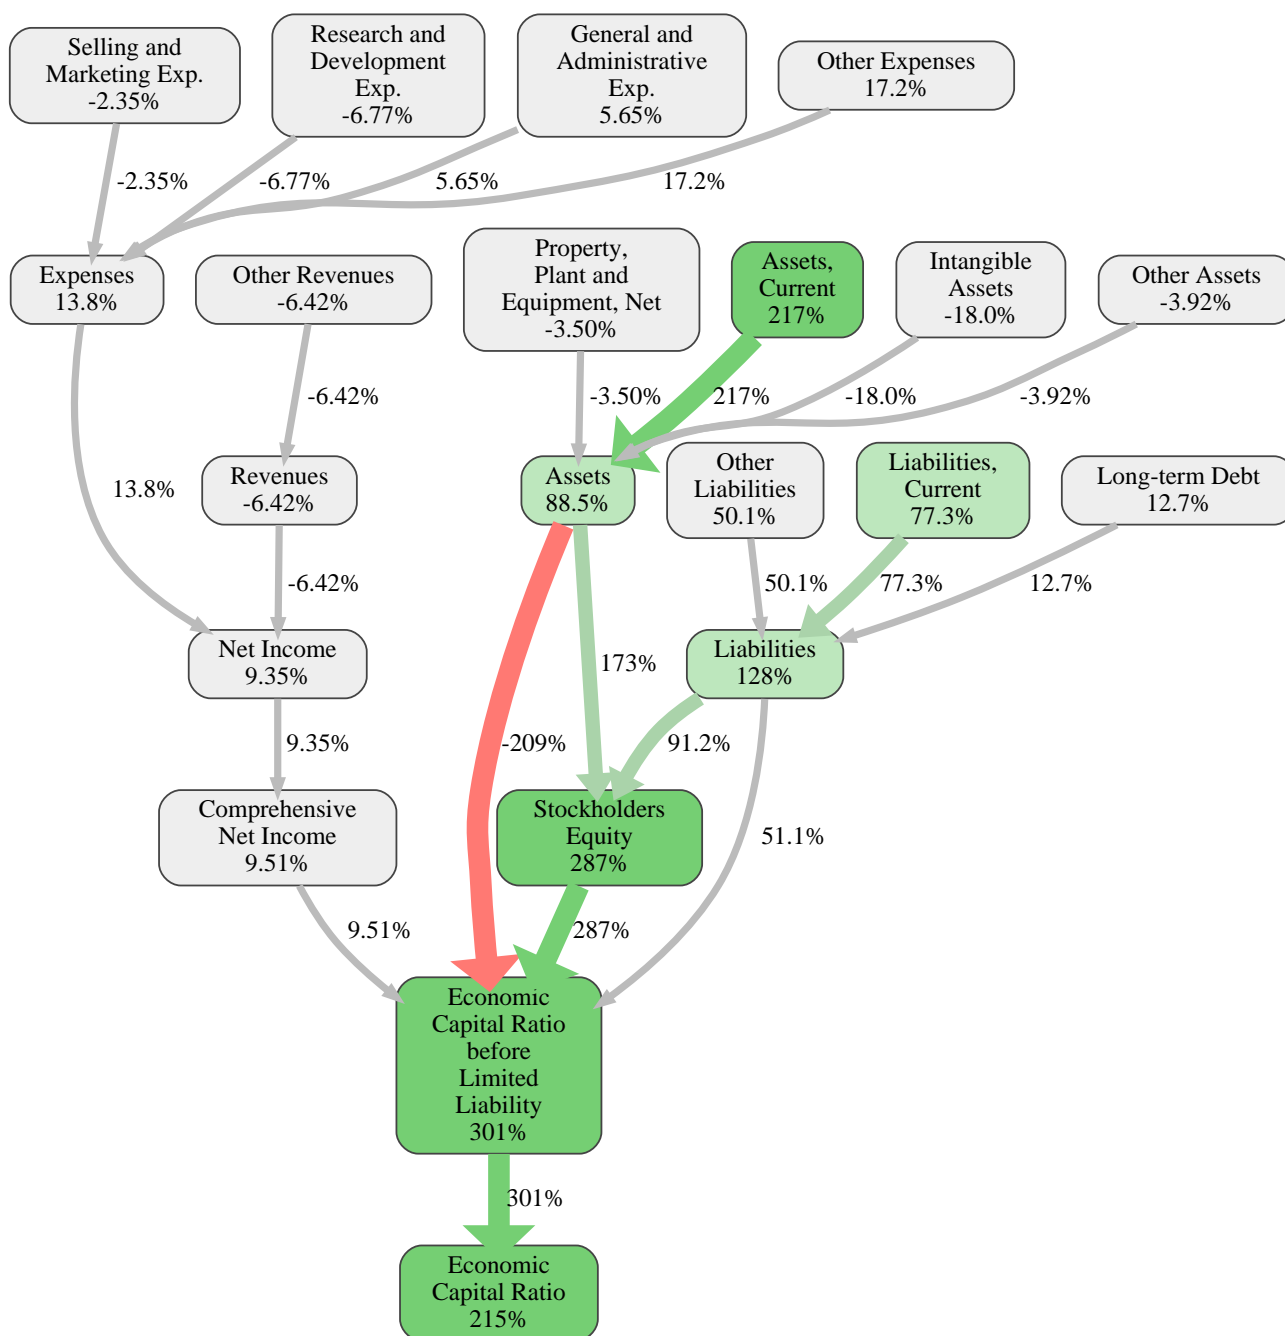 Selling and
Marketing Exp.
-2.35%
Research and
Development
Exp.
-6.77%
General and
Administrative
Exp.
5.65%
Other Expenses
17.2%
-2.35%
-6.77%
5.65%
17.2%
Expenses
13.8%
Other Revenues
-6.42%
Property,
Plant and
Equipment, Net
-3.50%
Assets,
Current
217%
Intangible
Assets
-18.0%
Other Assets
-3.92%
-6.42%
-3.50%
217%
-18.0%
-3.92%
13.8%
Revenues
-6.42%
Assets
88.5%
Other
Liabilities
50.1%
Liabilities,
Current
77.3%
Long-term Debt
12.7%
-6.42%
50.1%
77.3%
12.7%
Net Income
9.35%
173%
Liabilities
128%
9.35%
-209%
91.2%
Comprehensive
Net Income
9.51%
Stockholders
Equity
287%
51.1%
9.51%
287%
Economic
Capital Ratio
before
Limited
Liability
301%
301%
Economic
Capital Ratio
215%